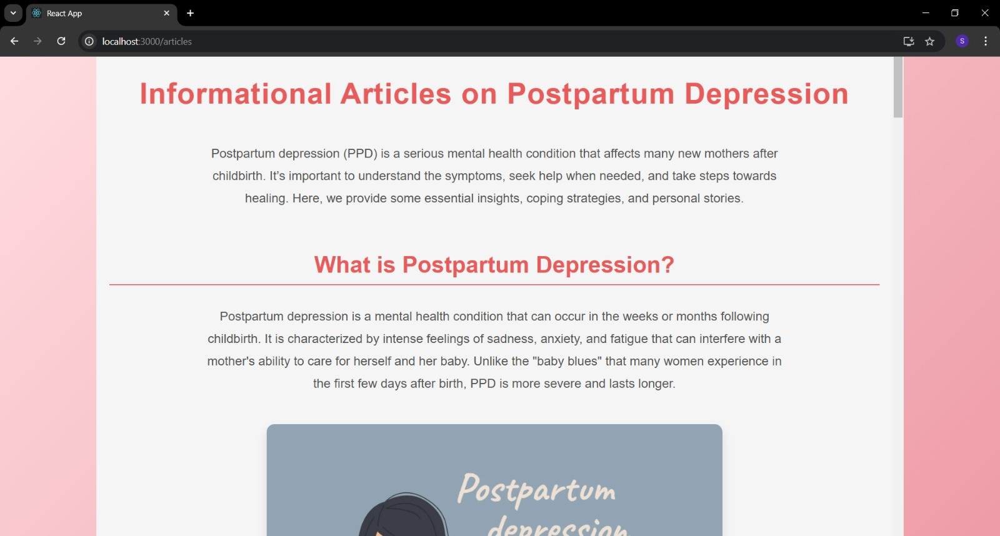 React App
localhost:3000/articles
S
Informational Articles on Postpartum Depression
Postpartum depression (PPD) is a serious mental health condition that affects many new mothers after
childbirth. It’s important to understand the symptoms, seek help when needed, and take steps towards
healing. Here, we provide some essential insights, coping strategies, and personal stories.
What is Postpartum Depression?
Postpartum depression is a mental health condition that can occur in the weeks or months following
childbirth. It is characterized by intense feelings of sadness, anxiety, and fatigue that can interfere with a
mother's ability to care for herself and her baby. Unlike the "baby blues" that many women experience in
the first few days after birth, PPD is more severe and lasts longer.
Postpartum
depression